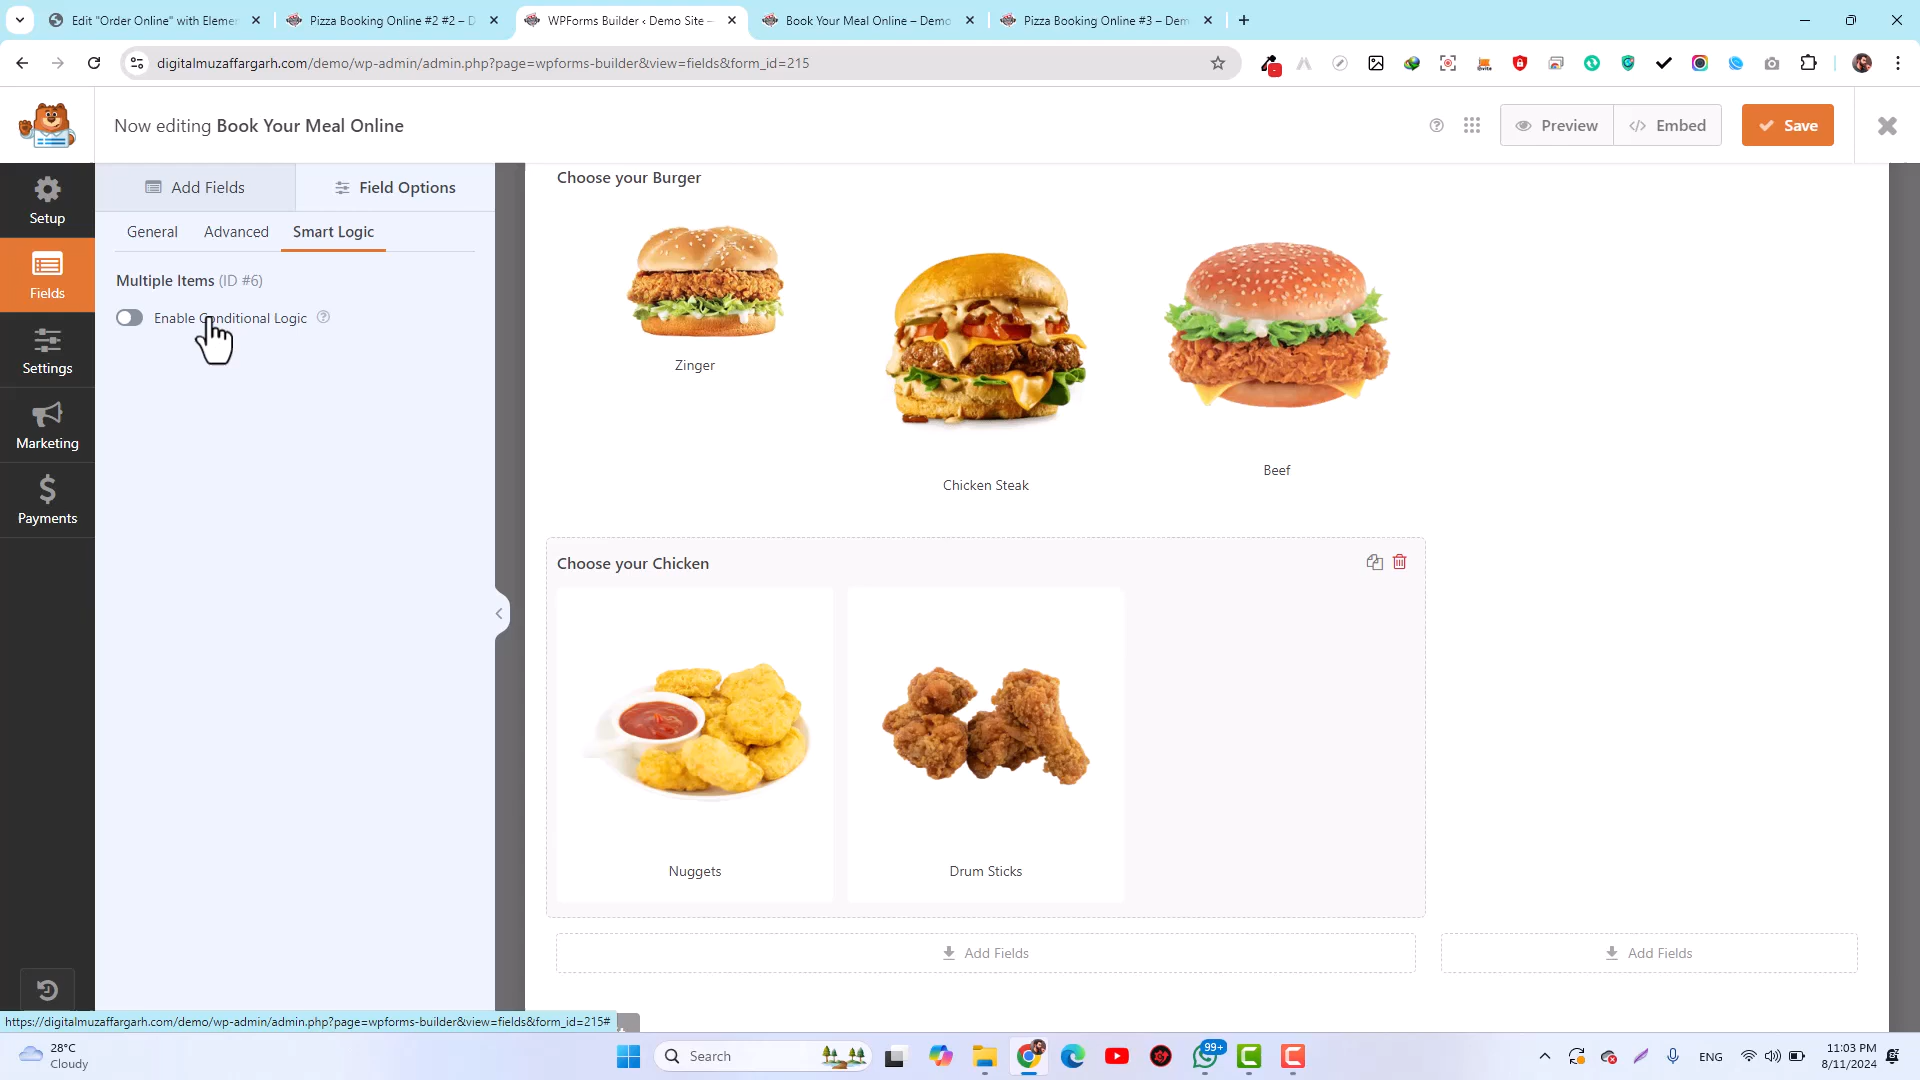 Edit "Order Online" with Elemen
Pizza Booking Online #2 #2 – D
WPForms Builder ‹ Demo Site –
Book Your Meal Online – Demo
Pizza Booking Online #3 – Dem
digitalmuzaffargarh.com/demo/wp-admin/admin.php?page=wpforms-builder&view=fields&form_id=215
Now editing Book Your Meal Online
Preview
Embed
Save
Setup
Fields
Settings
Marketing
Payments
Add Fields
Field Options
General
Advanced
Smart Logic
Multiple Items (ID #6)
Enable Conditional Logic
Choose your Burger
Zinger
Chicken Steak
Beef
Choose your Chicken
Nuggets
Drum Sticks
Add Fields
Add Fields
https://digitalmuzaffargarh.com/demo/wp-admin/admin.php?page=wpforms-builder&view=fields&form_id=215#
28°C
Cloudy
Search
99+
ENG
11:03 PM
8/11/2024